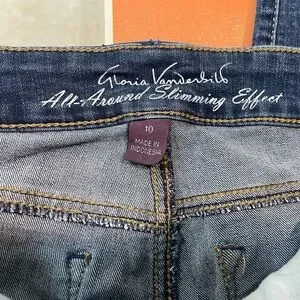 Gloria Vanderbilt
All-Around Slimming Effect
10
MADE IN
INDONESIA